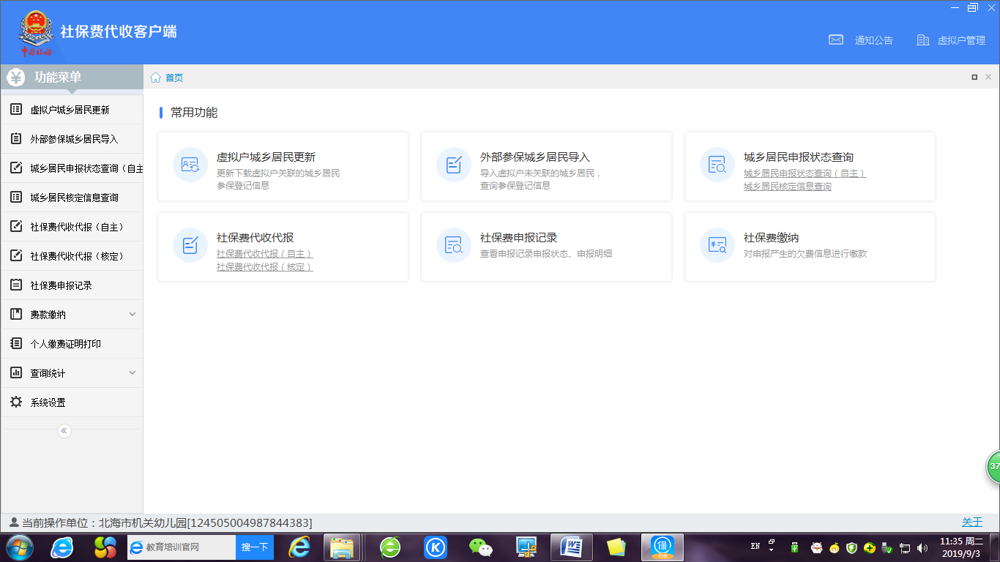 社保费代收客户端
通知公告
虚拟户管理
功能菜单
首页
虚拟户城乡居民更新
外部参保城乡居民导入
城乡居民申报状态查询（自主
城乡居民核定信息查询
社保费代收代报（自主）
社保费代收代报（核定）
社保费申报记录
费款缴纳
个人缴费证明打印
查询统计
系统设置
常用功能
虚拟户城乡居民更新
更新下载虚拟户关联的城乡居民
参保登记信息
外部参保城乡居民导入
导入虚拟户未关联的城乡居民，
查询参保登记信息
城乡居民申报状态查询
城乡居民申报状态查询（自主）
城乡居民核定信息查询
社保费代收代报
社保费代收代报（自主）
社保费代收代报（核定）
社保费申报记录
查看申报记录申报状态、申报明细
社保费缴纳
对申报产生的欠费信息进行缴款
37
当前操作单位：北海市机关幼儿园[124505004987844383]
关于
教育培训官网
搜一下
保
EN
11:35 周二
2019/9/3